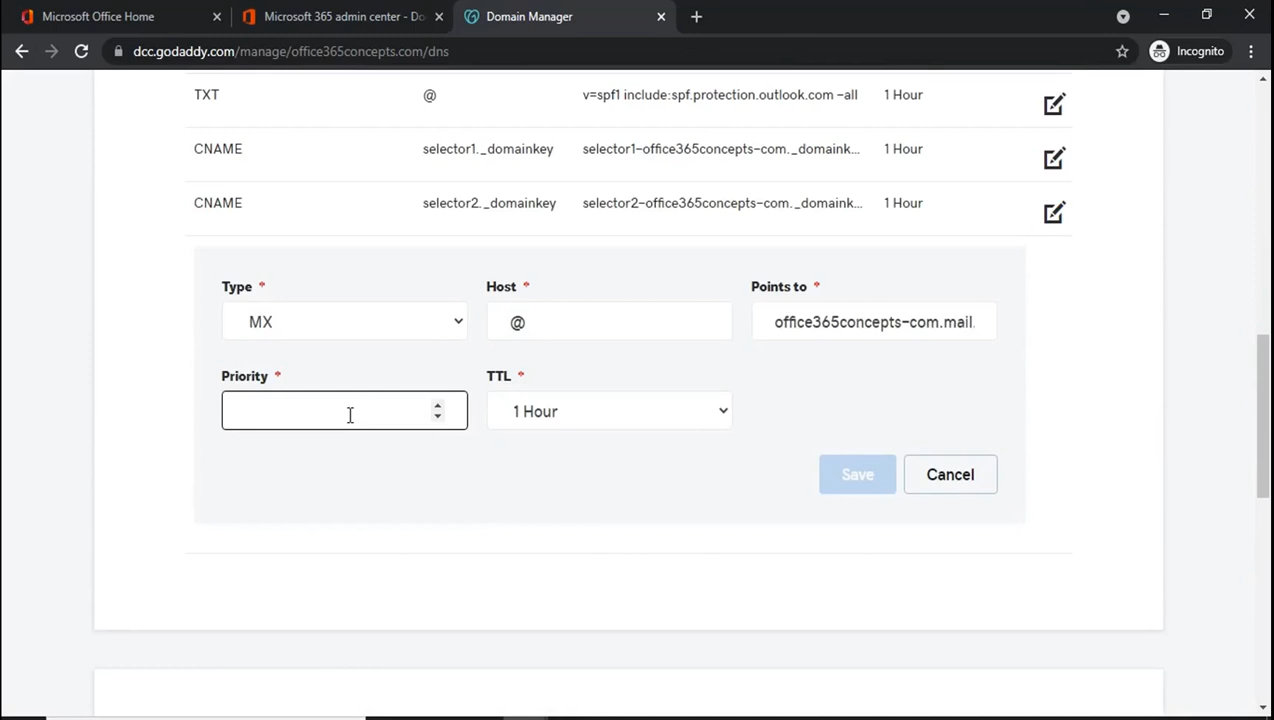 Microsoft Office Home
Microsoft 365 admin center - Do
Domain Manager
dcc.godaddy.com/manage/office365concepts.com/dns
Incognito
TXT @ v=spf1 include:spf.protection.outlook.com -all 1 Hour
CNAME selector1._domainkey selector1-office365concepts-com._domaink... 1 Hour
CNAME selector2._domainkey selector2-office365concepts-com._domaink... 1 Hour
Type * Host * Points to *
MX @ office365concepts-com.mail.
Priority * TTL *
1 Hour
Save Cancel